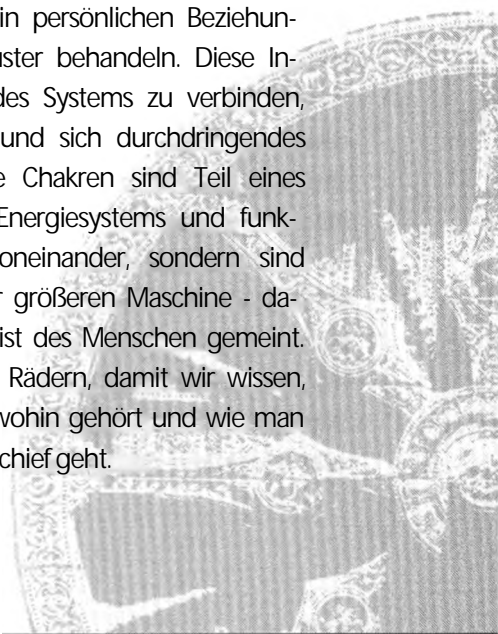 in persönlichen Beziehun-
uster behandeln. Diese In-
des Systems zu verbinden,
und sich durchdringendes
e Chakren sind Teil eines
Energiesystems und funk-
oneinander, sondern sind
r größeren Maschine - da-
ist des Menschen gemeint.
Rädern, damit wir wissen,
wohin gehört und wie man
chief geht.